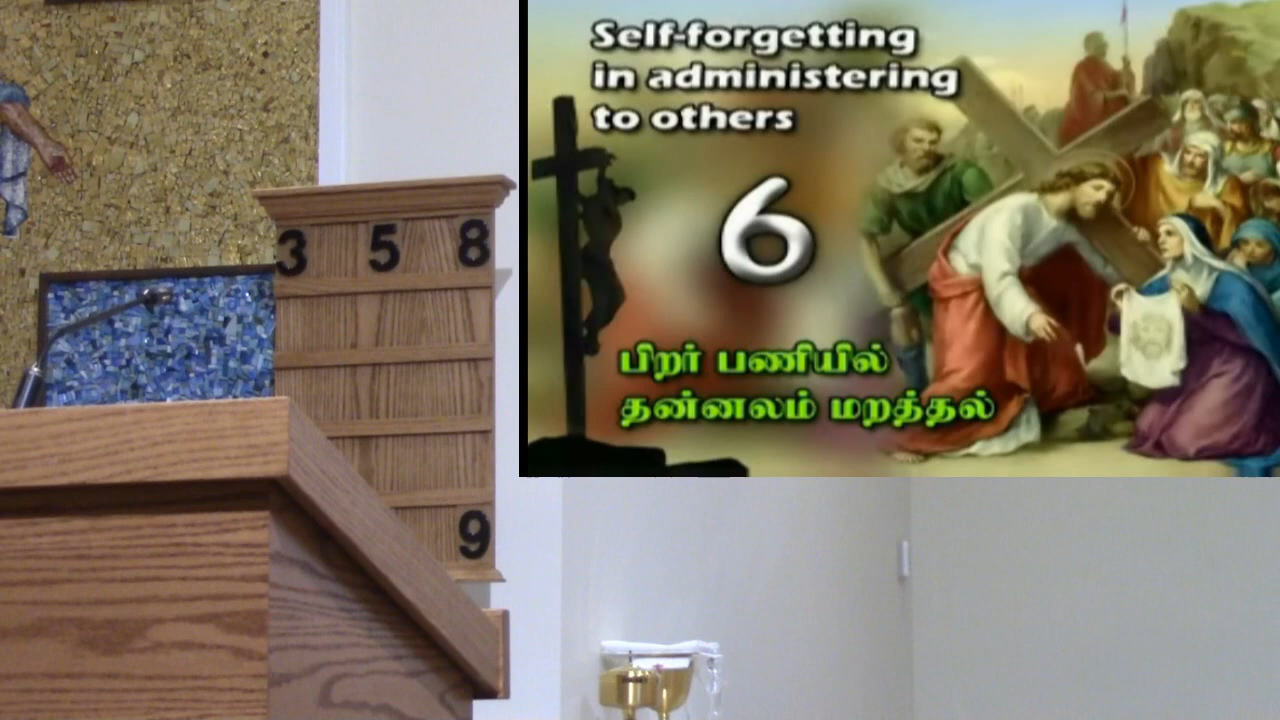 Self-forgetting
in administering
to others
6
பிறர் பணியில்
தன்னலம் மறத்தல்
3 5 8
9